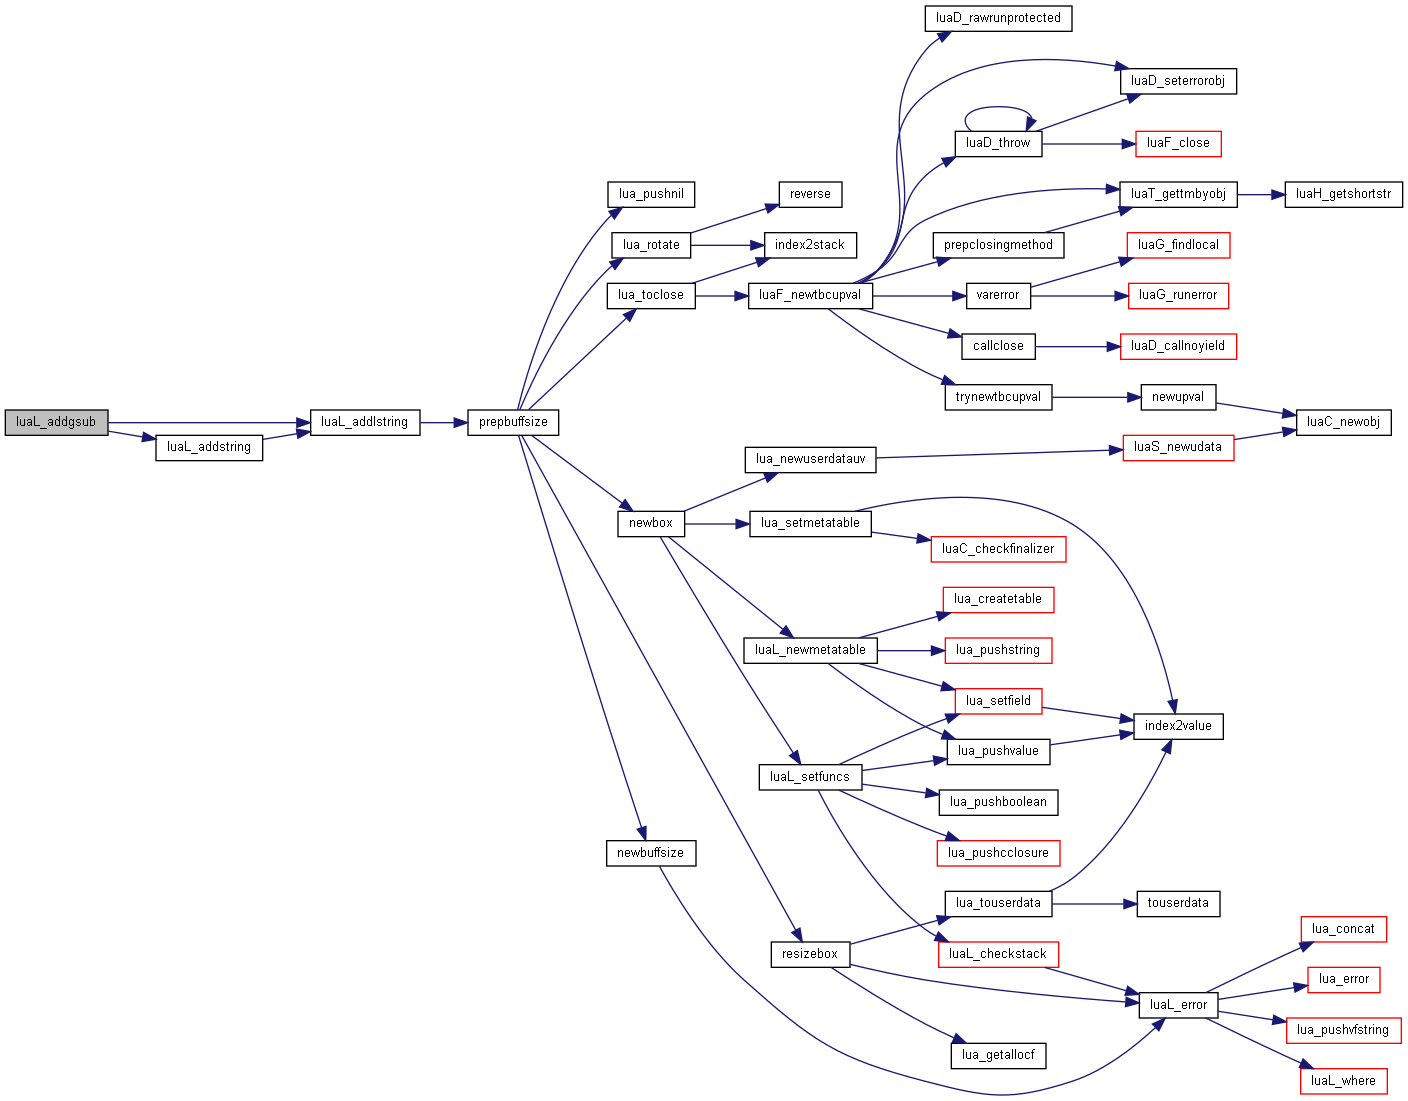 luaD_rawrunprotected
luaD_seterrorobj
luaD_throw
luaF_close
lua_pushnil
reverse
luaT_gettmbyobj
luaH_getshortstr
lua_rotate
index2stack
prepclosingmethod
luaG_findlocal
lua_toclose
luaF_newtbcupval
varerror
luaG_runerror
callclose
luaD_callnoyield
trynewtbcupval
newupval
luaC_newobj
luaL_addgsub
luaL_addlstring
prepbuffsize
luaL_addstring
lua_newuserdatauv
luaS_newudata
newbox
lua_setmetatable
luaC_checkfinalizer
lua_createtable
luaL_newmetatable
lua_pushstring
lua_setfield
index2value
lua_pushvalue
luaL_setfuncs
lua_pushboolean
newbuffsize
lua_pushcclosure
lua_touserdata
touserdata
lua_concat
resizebox
luaL_checkstack
lua_error
luaL_error
lua_pushvfstring
lua_getallocf
luaL_where